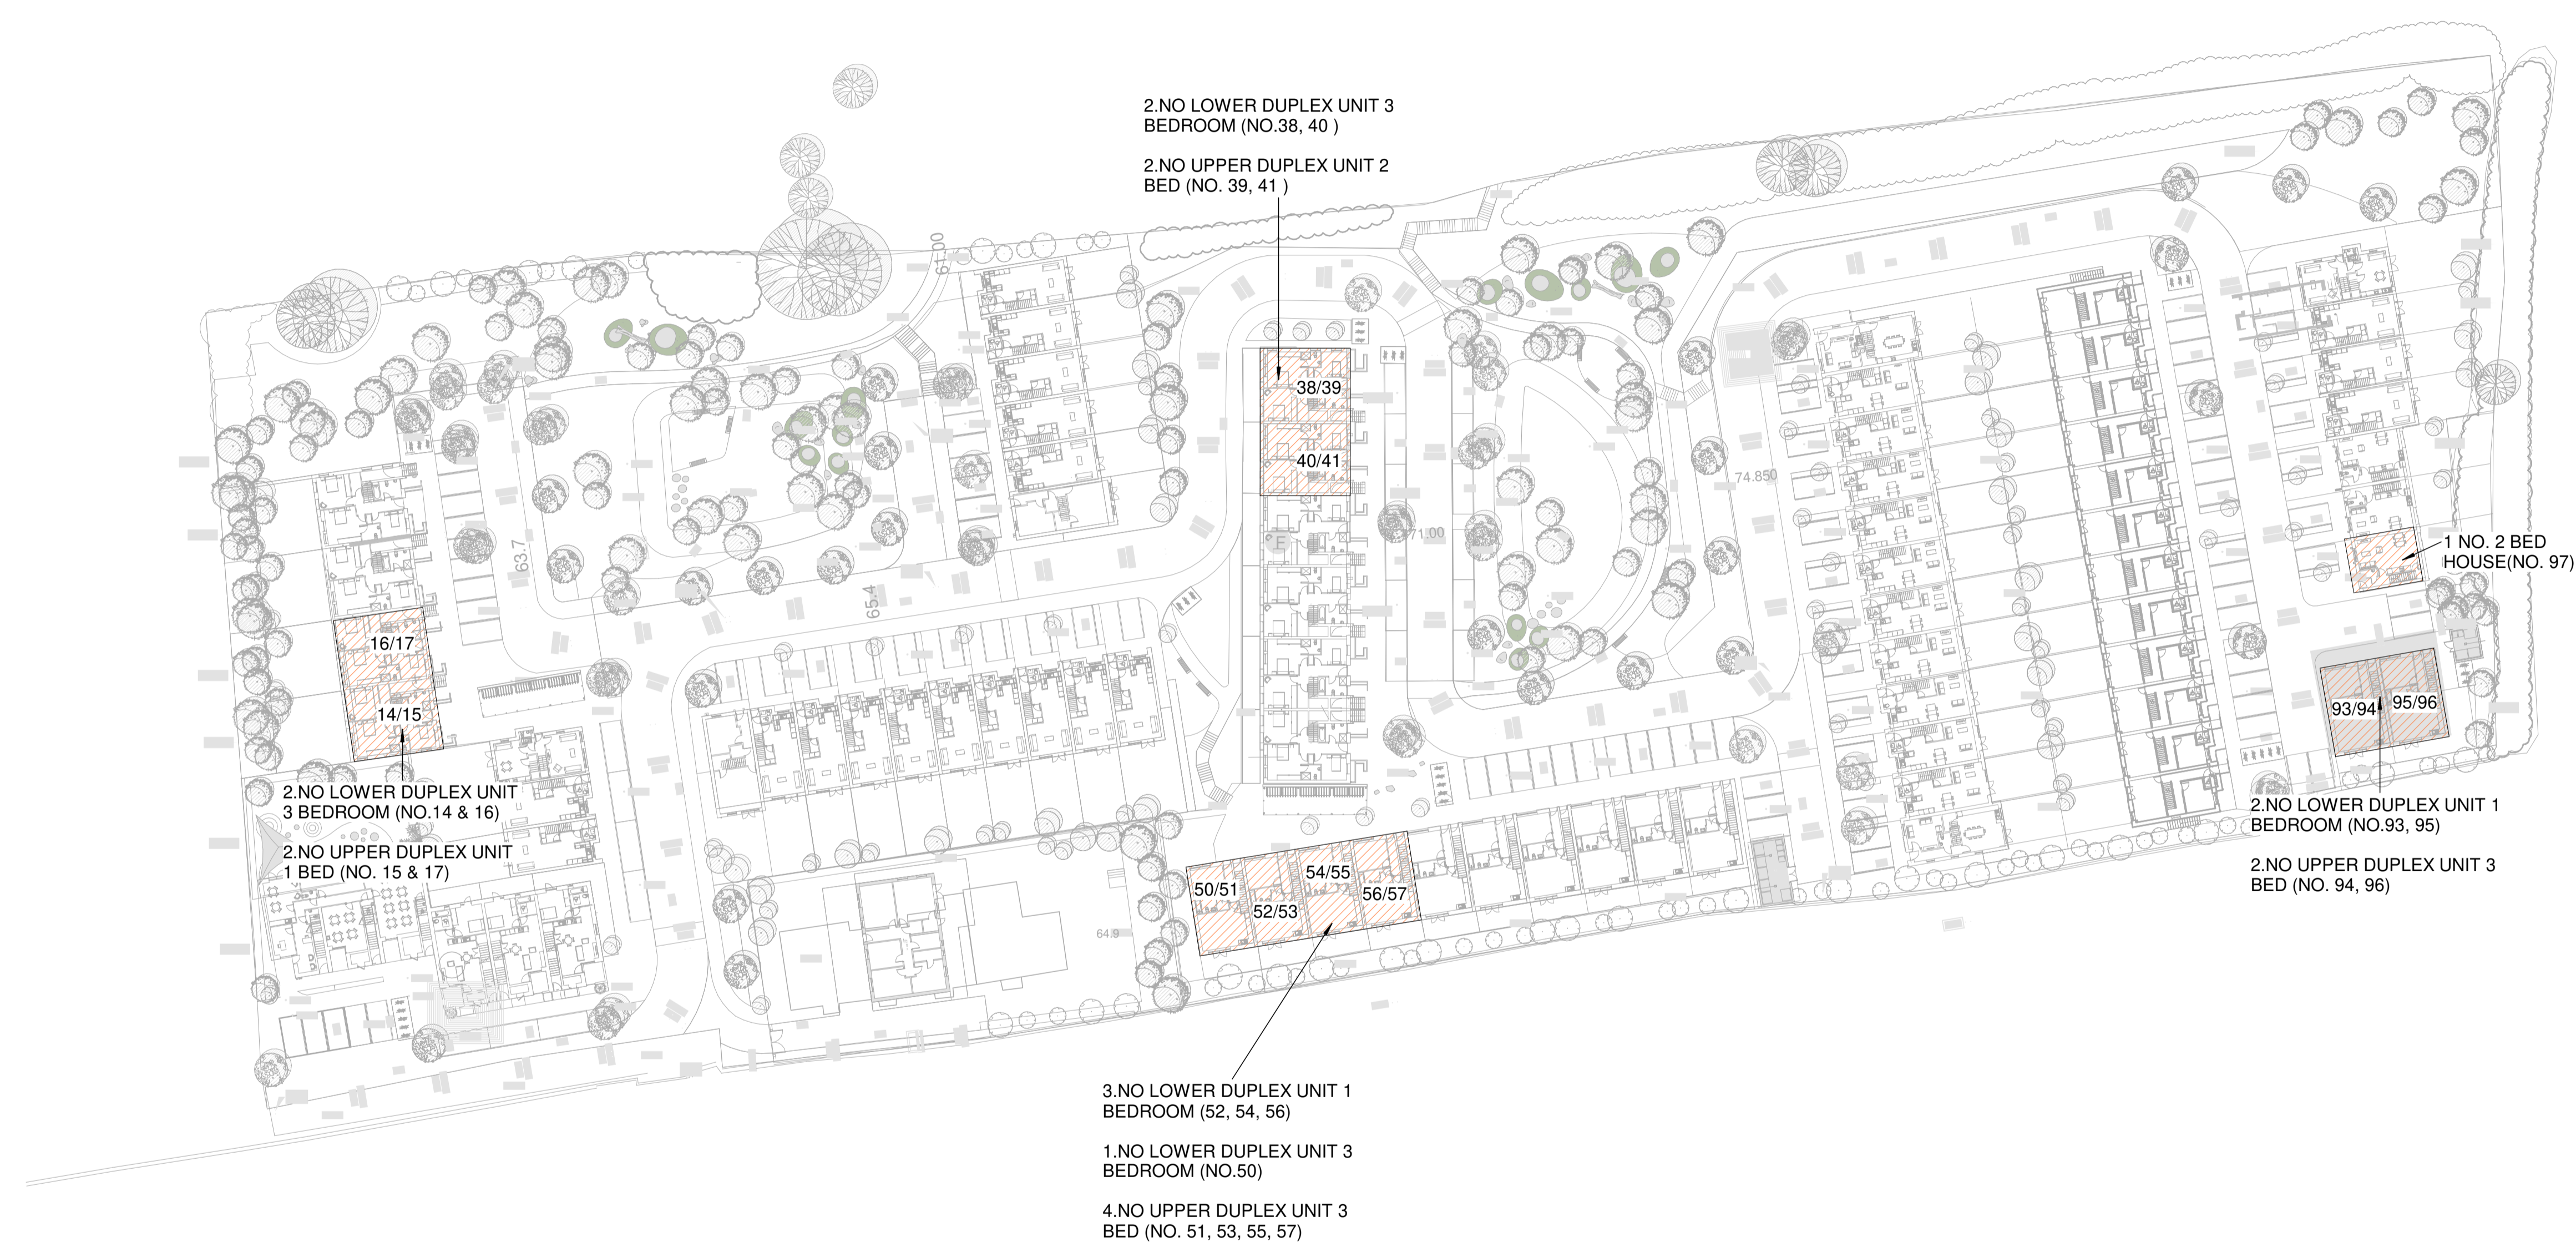 2.NO LOWER DUPLEX UNIT 3
BEDROOM (NO.38, 40 )
2.NO UPPER DUPLEX UNIT 2
BED (NO. 39, 41 )
61.00
38/39
40/41
74.850
71.00
E
63.7
65.4
1 NO. 2 BED
HOUSE(NO. 97)
16/17
14/15
93/94
95/96
2.NO LOWER DUPLEX UNIT
3 BEDROOM (NO.14 & 16)
2.NO UPPER DUPLEX UNIT
1 BED (NO. 15 & 17)
2.NO LOWER DUPLEX UNIT 1
BEDROOM (NO.93, 95)
2.NO UPPER DUPLEX UNIT 3
BED (NO. 94, 96)
50/51
52/53
54/55
56/57
64.9
3.NO LOWER DUPLEX UNIT 1
BEDROOM (52, 54, 56)
1.NO LOWER DUPLEX UNIT 3
BEDROOM (NO.50)
4.NO UPPER DUPLEX UNIT 3
BED (NO. 51, 53, 55, 57)